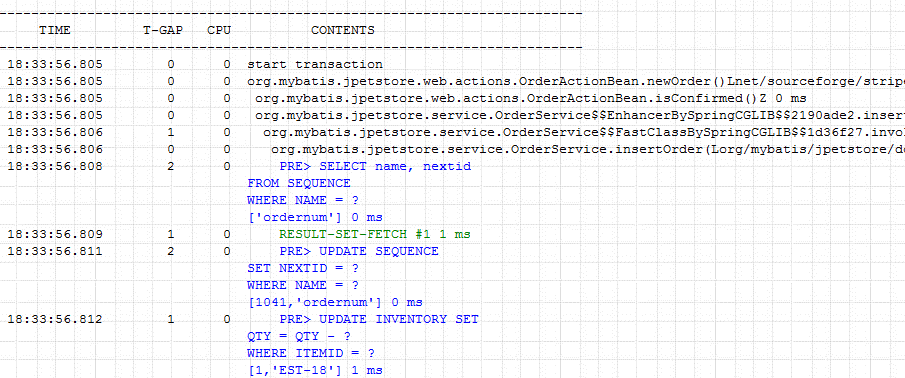 TIME T-GAP CPU CONTENTS
18:33:56.805 0 0 start transaction
18:33:56.805 0 0 org.mybatis.jpetstore.web.actions.OrderActionBean.newOrder()Lnet/sourceforge/stripe
18:33:56.805 0 0 org.mybatis.jpetstore.web.actions.OrderActionBean.isConfirmed()Z 0 ms
18:33:56.805 0 0 org.mybatis.jpetstore.service.OrderService$$EnhancerBySpringCGLIB$$2190ade2.insert
18:33:56.806 1 0 org.mybatis.jpetstore.service.OrderService$$FastClassBySpringCGLIB$$1d36f27.invo
18:33:56.806 0 0 org.mybatis.jpetstore.service.OrderService.insertOrder(Lorg/mybatis/jpetstore/do
18:33:56.808 2 0 PRE> SELECT name, nextid
FROM SEQUENCE
WHERE NAME = ?
['ordernum'] 0 ms
18:33:56.809 1 0 RESULT-SET-FETCH #1 1 ms
18:33:56.811 2 0 PRE> UPDATE SEQUENCE
SET NEXTID = ?
WHERE NAME = ?
[1041,'ordernum'] 0 ms
18:33:56.812 1 0 PRE> UPDATE INVENTORY SET
QTY = QTY - ?
WHERE ITEMID = ?
[1,'EST-18'] 1 ms